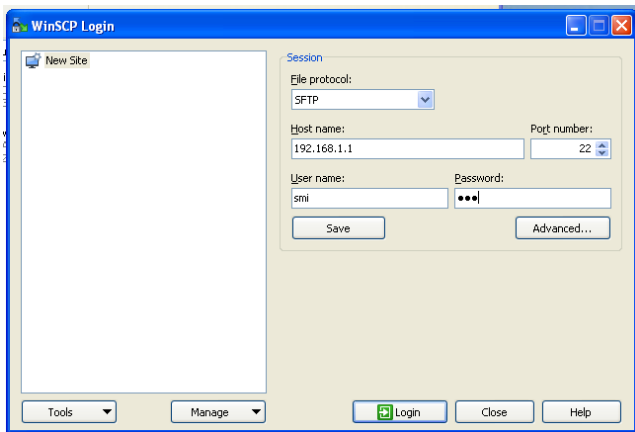 WinSCP Login
New Site
Session
File protocol:
SFTP
Host name: Port number:
192.168.1.1 22
User name: Password:
smi ●●●
Save Advanced...
Tools Manage Login Close Help